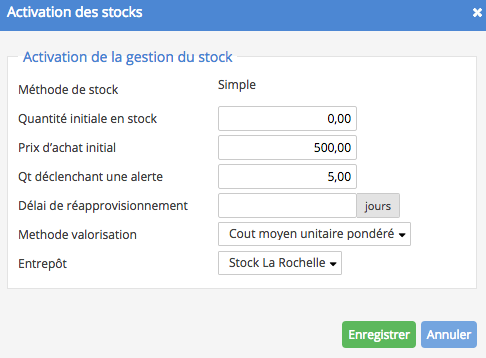 Activation des stocks
Activation de la gestion du stock
Méthode de stock Simple
Quantité initiale en stock 0,00
Prix d’achat initial 500,00
Qt déclenchant une alerte 5,00
Délai de réapprovisionnement jours
Methode valorisation Cout moyen unitaire pondéré
Entrepôt Stock La Rochelle
Enregistrer Annuler